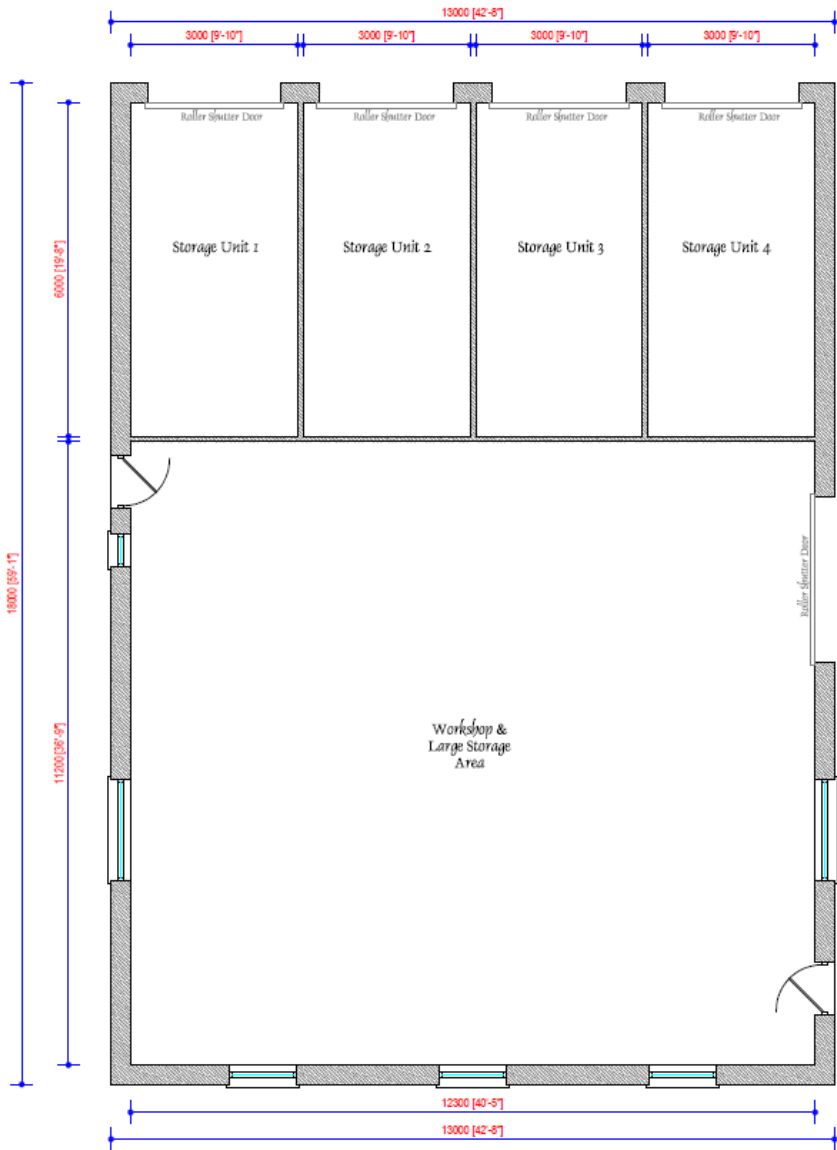 13000 [42'-8"]
3000 [9'-10"]
3000 [9'-10"]
3000 [9'-10"]
3000 [9'-10"]
Roller Shutter Door
Roller Shutter Door
Roller Shutter Door
Roller Shutter Door
Storage Unit 1
Storage Unit 2
Storage Unit 3
Storage Unit 4
6000 [19'-8"]
18000 [59'-1"]
11200 [36'-9"]
Roller Shutter Door
Workshop &
Large Storage
Area
12300 [40'-5"]
13000 [42'-8"]